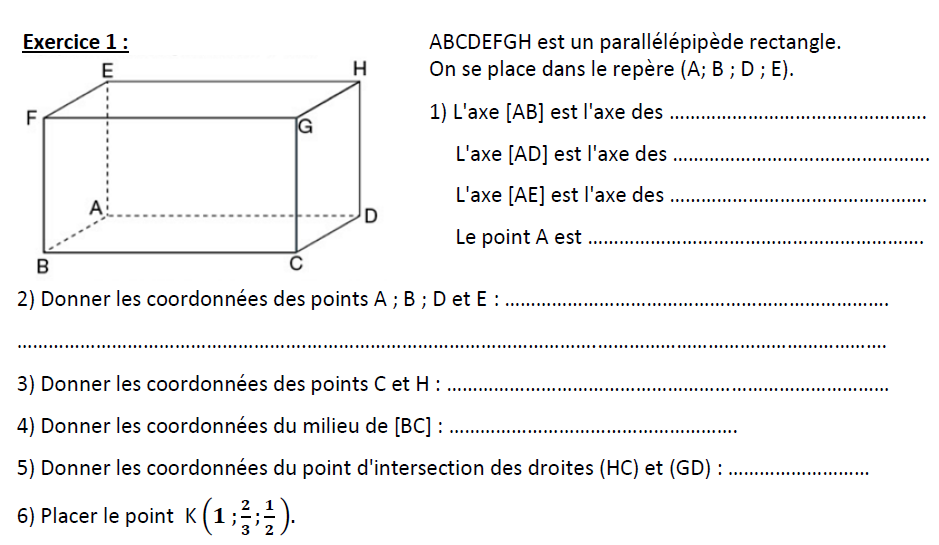 Exercice 1 :
E
H
F
G
A
D
B
C
ABCDEFGH est un parallélépipède rectangle.
On se place dans le repère (A; B ; D ; E).
1) L'axe [AB] est l'axe des ……………………………………………
L'axe [AD] est l'axe des ……………………………………………
L'axe [AE] est l'axe des ……………………………………………
Le point A est …………………………………………………………
2) Donner les coordonnées des points A ; B ; D et E : …………………………………………………………………
………………………………………………………………………………………………………………………………………………………
3) Donner les coordonnées des points C et H : ……………………………………………………………………………
4) Donner les coordonnées du milieu de [BC] : …………………………………………………
5) Donner les coordonnées du point d'intersection des droites (HC) et (GD) : ………………………
6) Placer le point K (1 ; 2/3 ; 1/2).